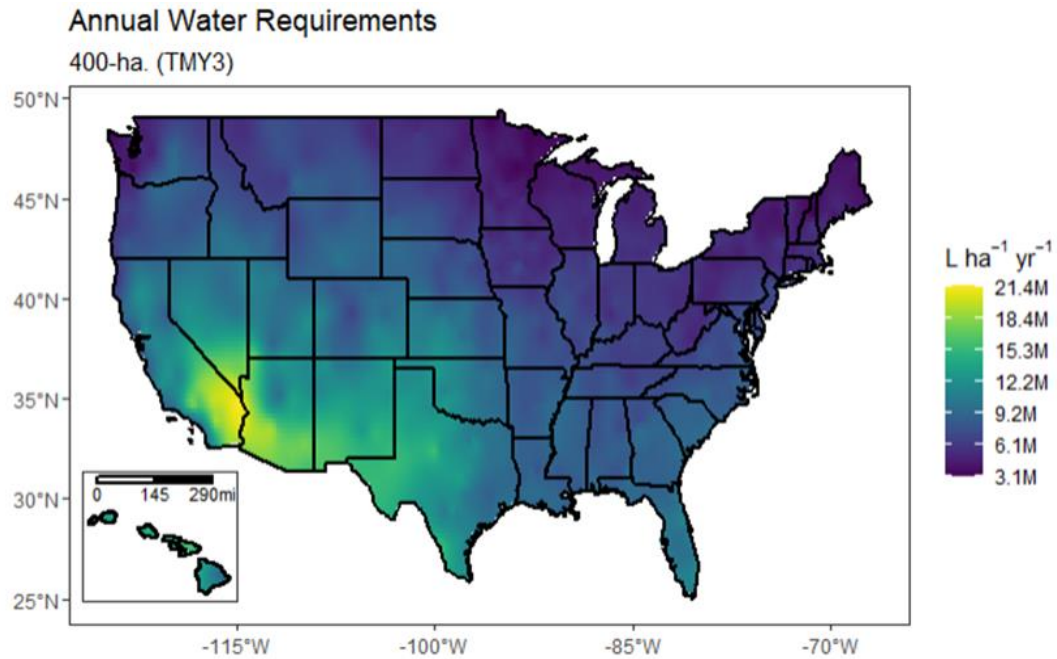 Annual Water Requirements
400-ha. (TMY3)
50°N
45°N
40°N
35°N
30°N
25°N
0 145 290mi
-115°W -100°W -85°W -70°W
L ha⁻¹ yr⁻¹
21.4M
18.4M
15.3M
12.2M
9.2M
6.1M
3.1M